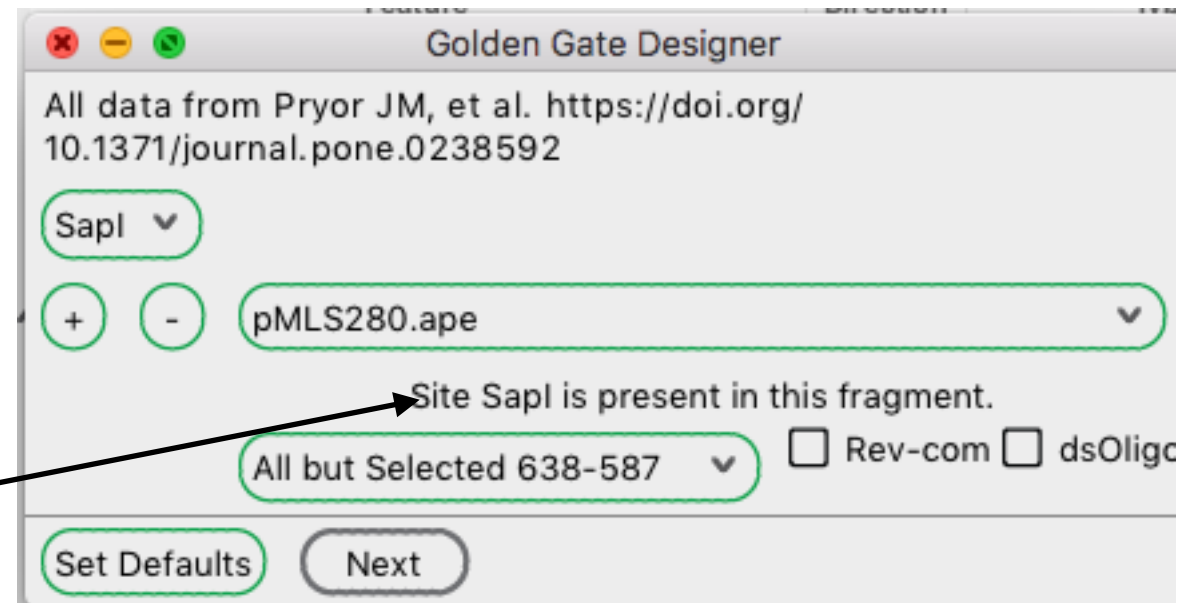 Golden Gate Designer
All data from Pryor JM, et al. https://doi.org/
10.1371/journal.pone.0238592
SapI
+ - pMLS280.ape
Site SapI is present in this fragment.
All but Selected 638-587 Rev-com dsOligo
Set Defaults Next